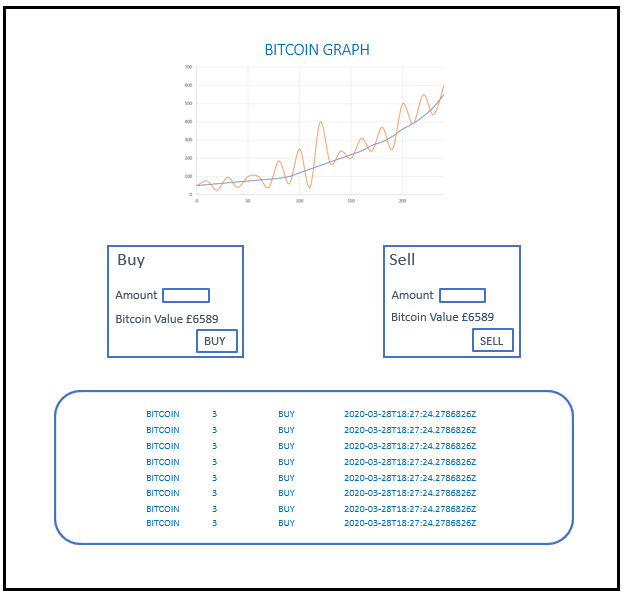 BITCOIN GRAPH
700
600
500
400
300
200
100
0
-0 50 100 150 200
Buy
Amount
Bitcoin Value £6589
BUY
Sell
Amount
Bitcoin Value £6589
SELL
BITCOIN 3 BUY 2020-03-28T18:27:24.2786826Z
BITCOIN 3 BUY 2020-03-28T18:27:24.2786826Z
BITCOIN 3 BUY 2020-03-28T18:27:24.2786826Z
BITCOIN 3 BUY 2020-03-28T18:27:24.2786826Z
BITCOIN 3 BUY 2020-03-28T18:27:24.2786826Z
BITCOIN 3 BUY 2020-03-28T18:27:24.2786826Z
BITCOIN 3 BUY 2020-03-28T18:27:24.2786826Z
BITCOIN 3 BUY 2020-03-28T18:27:24.2786826Z